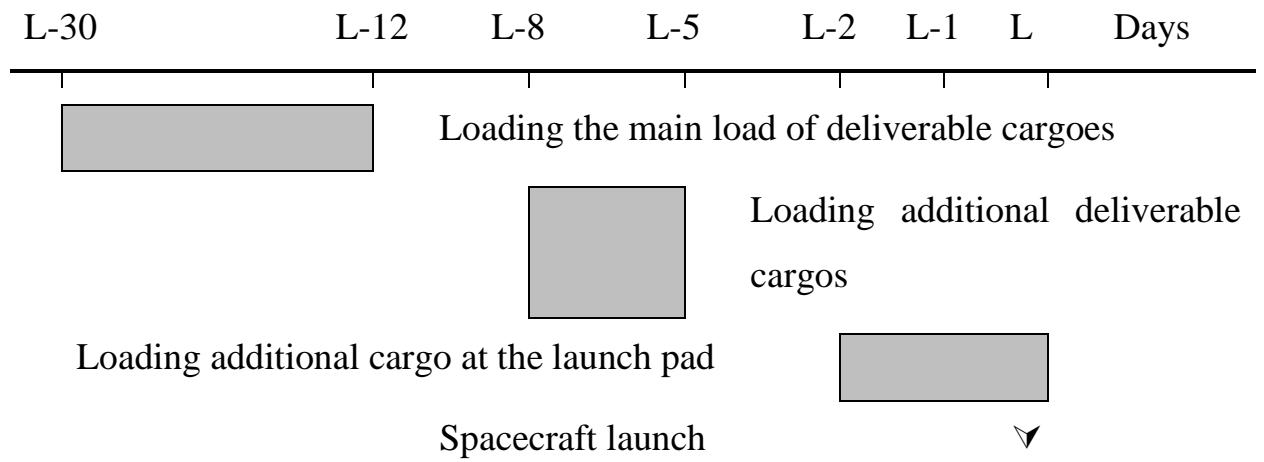 L-30 L-12 L-8 L-5 L-2 L-1 L Days
Loading the main load of deliverable cargoes
Loading additional deliverable
cargos
Loading additional cargo at the launch pad
Spacecraft launch